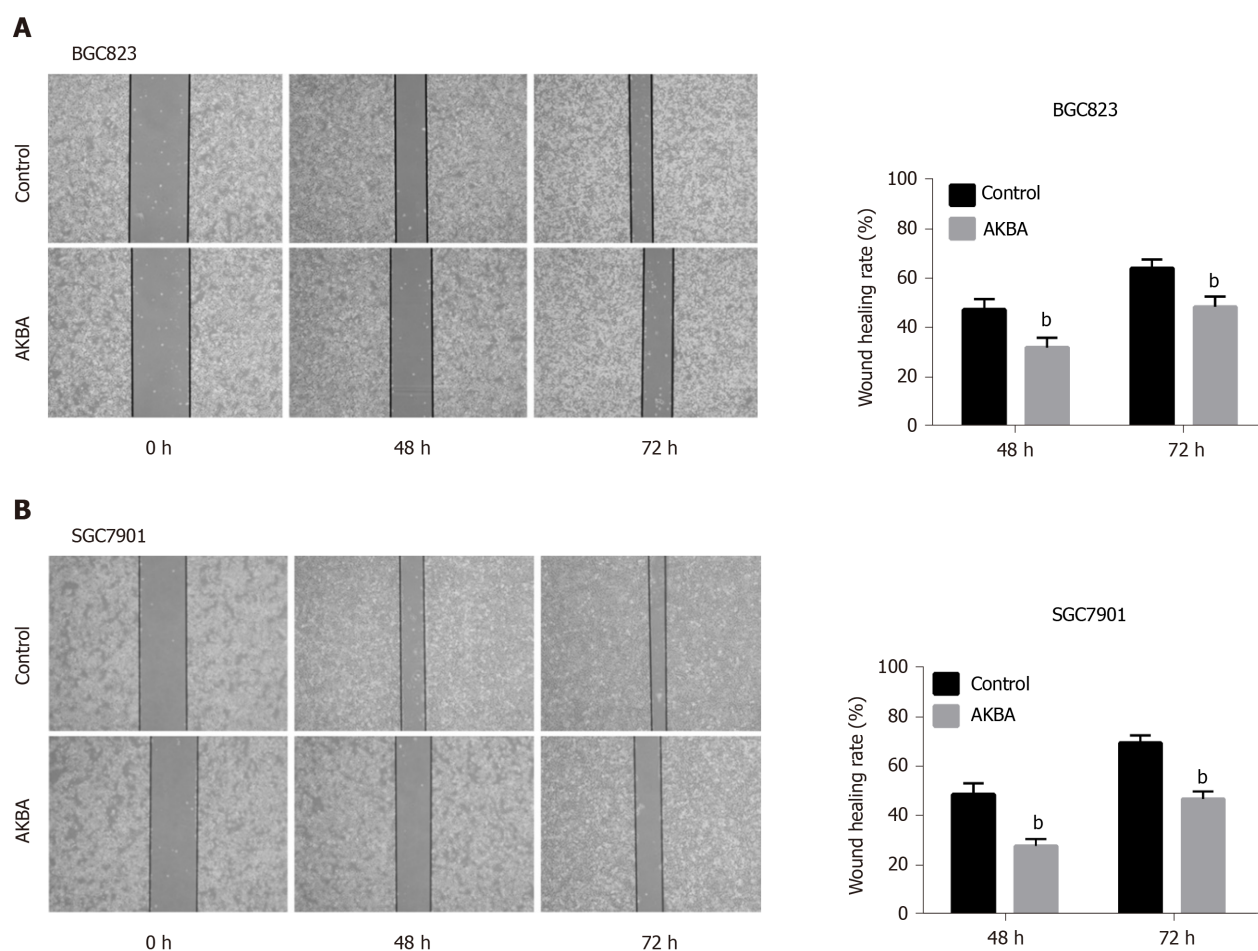 A
BGC823
Control
AKBA
0 h
48 h
72 h
BGC823
Wound healing rate (%)
100
80
60
40
20
0
Control
AKBA
b
b
48 h
72 h
B
SGC7901
Control
AKBA
0 h
48 h
72 h
SGC7901
Wound healing rate (%)
100
80
60
40
20
0
Control
AKBA
b
b
48 h
72 h